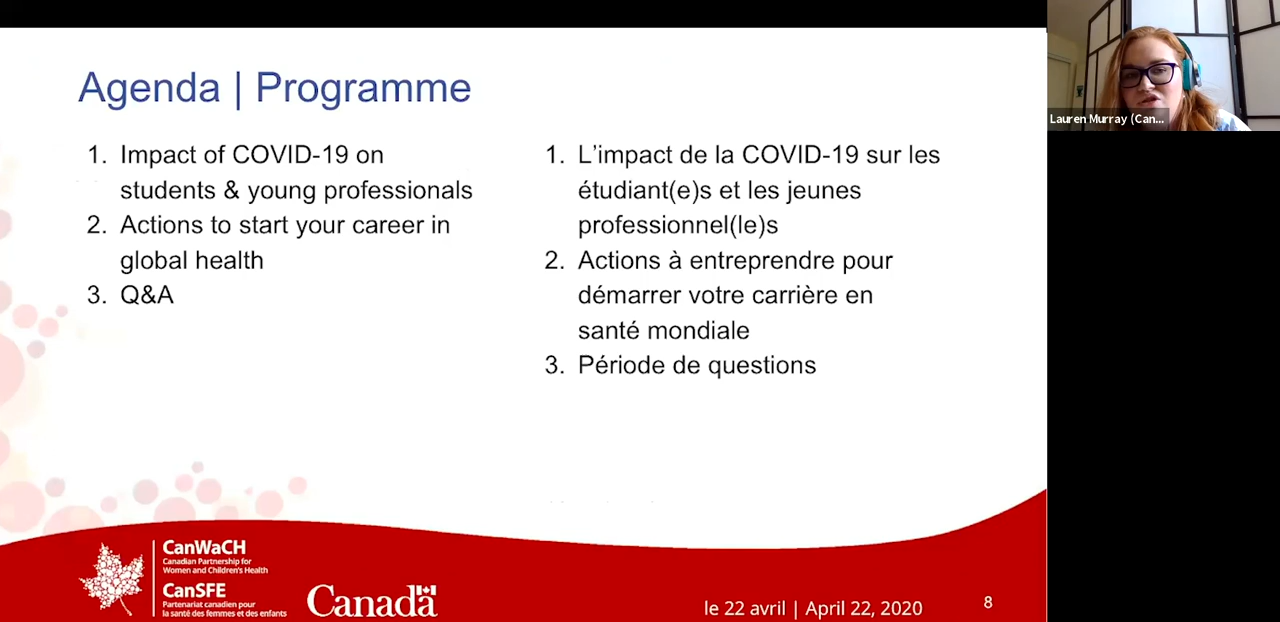 Agenda | Programme
1. Impact of COVID-19 on
students & young professionals
2. Actions to start your career in
global health
3. Q&A
1. L'impact de la COVID-19 sur les
étudiant(e)s et les jeunes
professionnel(le)s
2. Actions à entreprendre pour
démarrer votre carrière en
santé mondiale
3. Période de questions
Lauren Murray (Can...
CanWaCH
Canadian Partnership for
Women and Children's Health
CanSFE
Partenariat canadien pour
la santé des femmes et des enfants
Canada
le 22 avril | April 22, 2020
8